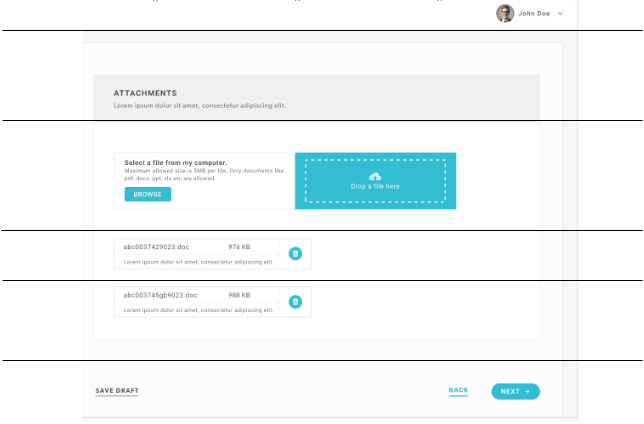 John Doe
ATTACHMENTS
Lorem ipsum dolor sit amet, consectetur adipiscing elit.
Select a file from my computer.
Maximum allowed size is 5MB per file. Only documents like
pdf, docs, ppt, xls etc are allowed.
BROWSE
Drop a file here
abc0037429023.doc 976 KB
Lorem ipsum dolor sit amet, consectetur adipiscing elit.
abc003745gb9023.doc 988 KB
Lorem ipsum dolor sit amet, consectetur adipiscing elit.
SAVE DRAFT
BACK
NEXT →